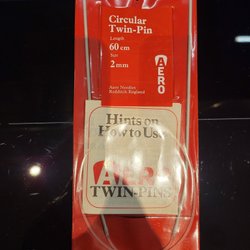 Circular
Twin-Pin
Length
60 cm
Size
2 mm
AERO
Aero Needles
Redditch England
Hints on
How to Use
AERO
TWIN-PINS